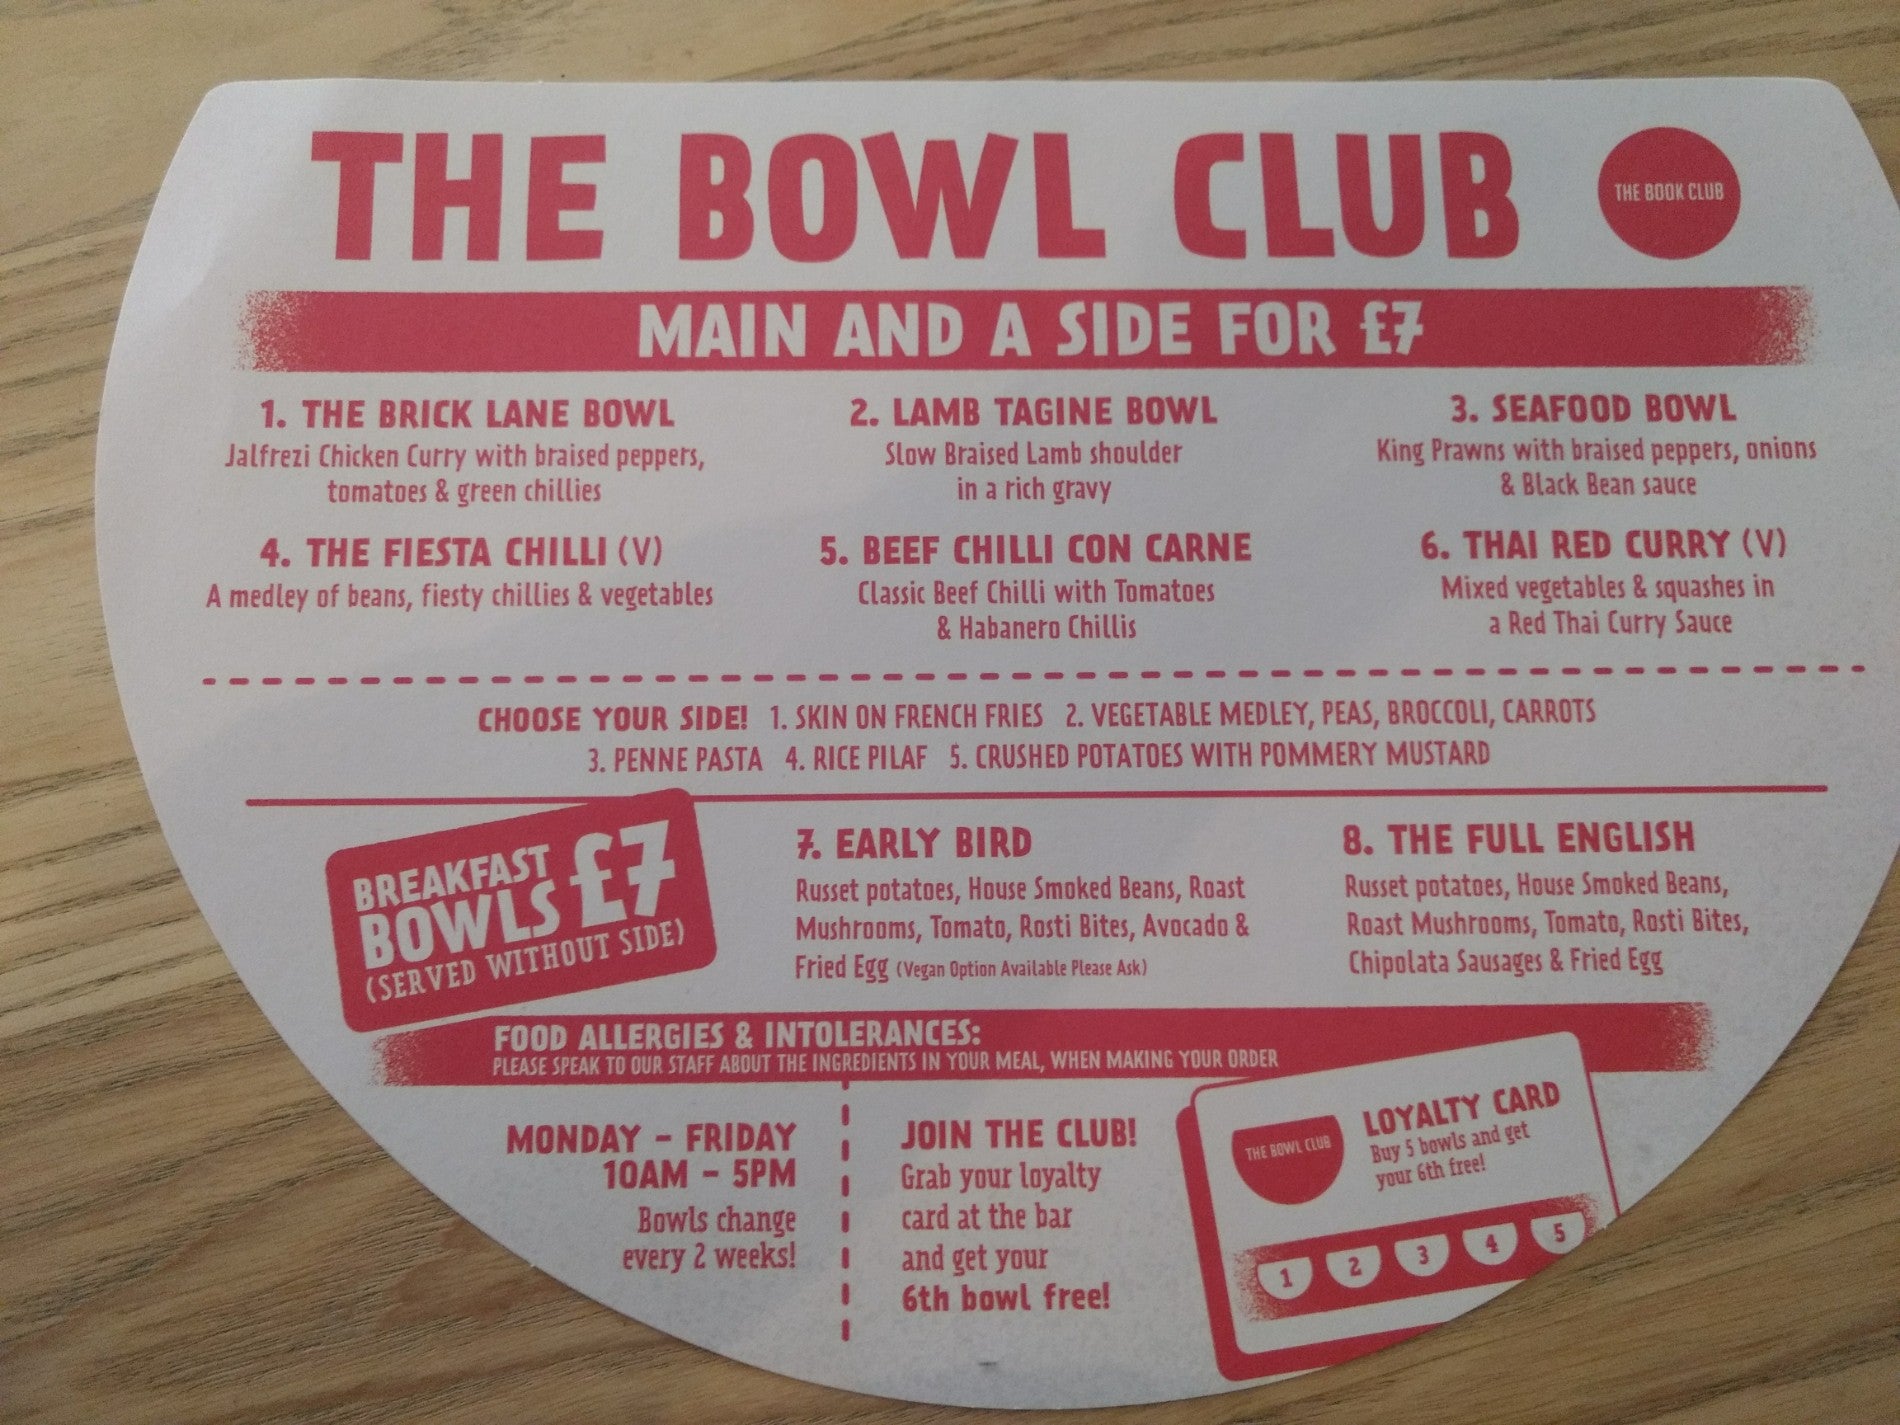 THE BOWL CLUB
THE BOOK CLUB
MAIN AND A SIDE FOR £7
1. THE BRICK LANE BOWL
Jalfrezi Chicken Curry with braised peppers,
tomatoes & green chillies
2. LAMB TAGINE BOWL
Slow Braised Lamb shoulder
in a rich gravy
3. SEAFOOD BOWL
King Prawns with braised peppers, onions
& Black Bean sauce
4. THE FIESTA CHILLI (V)
A medley of beans, fiesty chillies & vegetables
5. BEEF CHILLI CON CARNE
Classic Beef Chilli with Tomatoes
& Habanero Chillis
6. THAI RED CURRY (V)
Mixed vegetables & squashes in
a Red Thai Curry Sauce
CHOOSE YOUR SIDE! 1. SKIN ON FRENCH FRIES 2. VEGETABLE MEDLEY, PEAS, BROCCOLI, CARROTS
3. PENNE PASTA 4. RICE PILAF 5. CRUSHED POTATOES WITH POMMERY MUSTARD
BREAKFAST
BOWLS £7
(SERVED WITHOUT SIDE)
7. EARLY BIRD
Russet potatoes, House Smoked Beans, Roast
Mushrooms, Tomato, Rosti Bites, Avocado &
Fried Egg (Vegan Option Available Please Ask)
8. THE FULL ENGLISH
Russet potatoes, House Smoked Beans,
Roast Mushrooms, Tomato, Rosti Bites,
Chipolata Sausages & Fried Egg
FOOD ALLERGIES & INTOLERANCES:
PLEASE SPEAK TO OUR STAFF ABOUT THE INGREDIENTS IN YOUR MEAL, WHEN MAKING YOUR ORDER
MONDAY - FRIDAY
10AM - 5PM
Bowls change
every 2 weeks!
JOIN THE CLUB!
Grab your loyalty
card at the bar
and get your
6th bowl free!
THE BOWL CLUB
LOYALTY CARD
Buy 5 bowls and get
your 6th free!
1 2 3 4 5